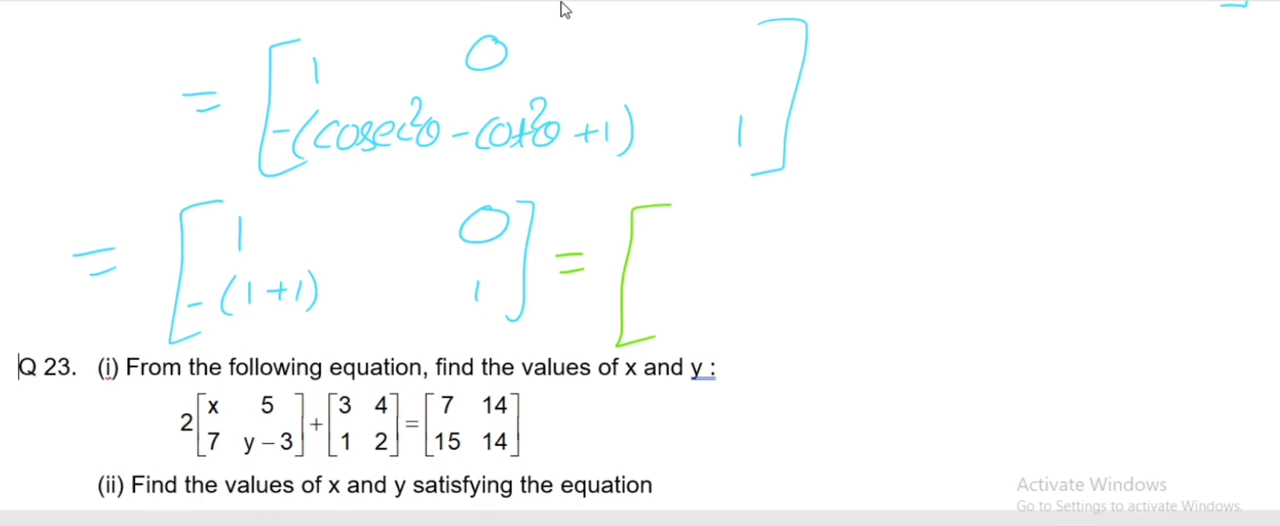 = [ 1 0
-(cosec²θ - cot²θ +1) 1 ]
= [ 1 0
-(1+1) 1 ] = [
Q 23. (i) From the following equation, find the values of x and y :
2 [ x 5 ] + [ 3 4 ] = [ 7 14 ]
[ 7 y – 3 ] [ 1 2 ] [ 15 14 ]
(ii) Find the values of x and y satisfying the equation
Activate Windows
Go to Settings to activate Windows.